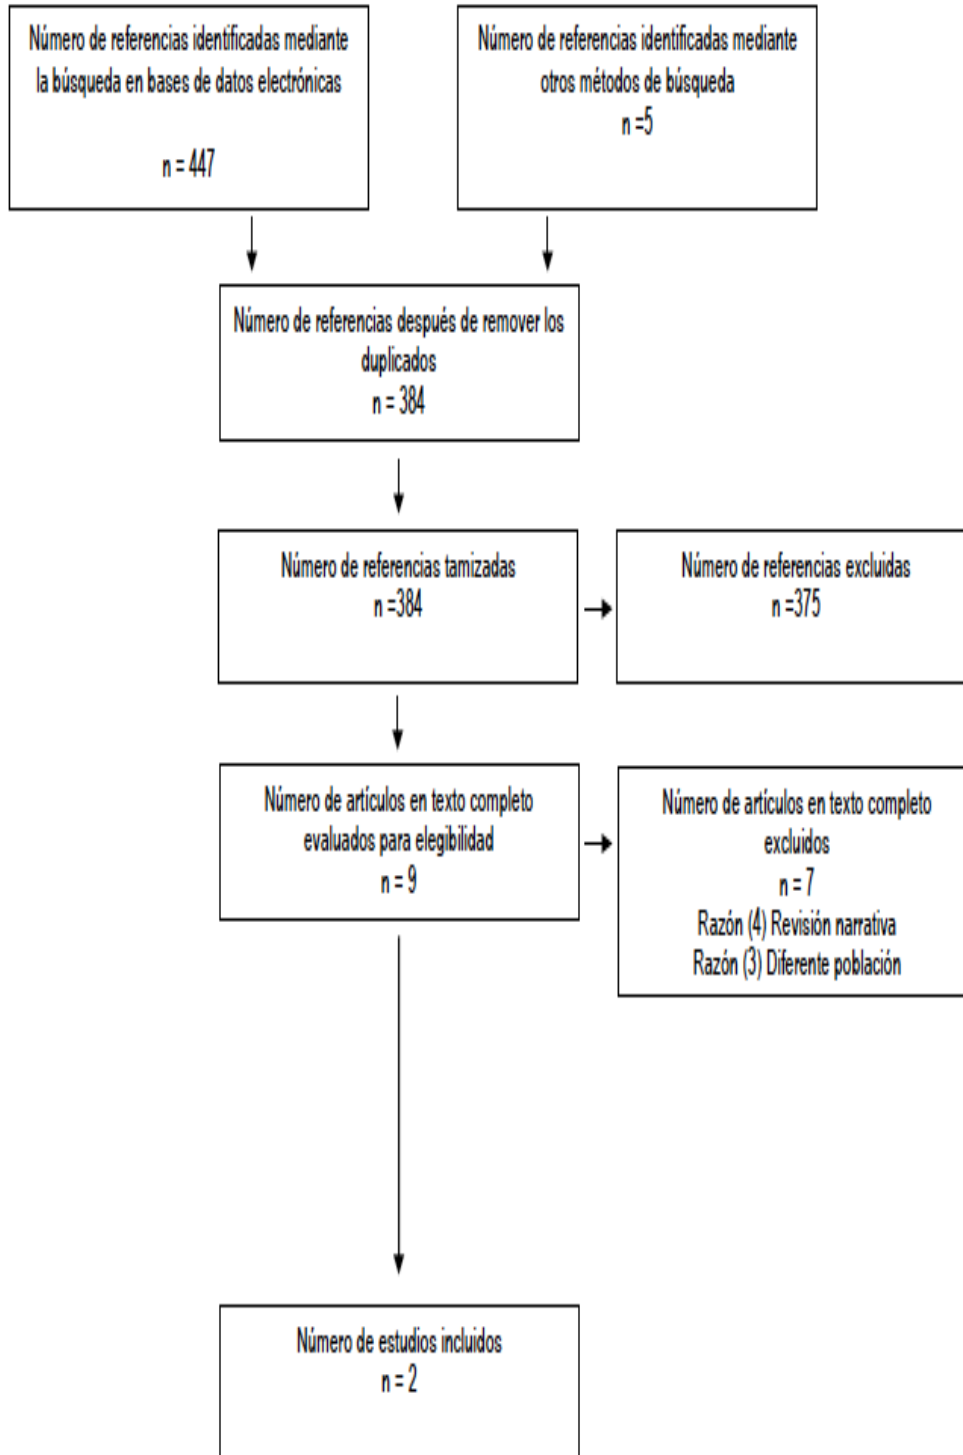 Número de referencias identificadas mediante
la búsqueda en bases de datos electrónicas
n = 447
Número de referencias identificadas mediante
otros métodos de búsqueda
n =5
Número de referencias después de remover los
duplicados
n = 384
Número de referencias tamizadas
n =384
Número de referencias excluidas
n =375
Número de artículos en texto completo
evaluados para elegibilidad
n = 9
Número de artículos en texto completo
excluidos
n = 7
Razón (4) Revisión narrativa
Razón (3) Diferente población
Número de estudios incluidos
n = 2